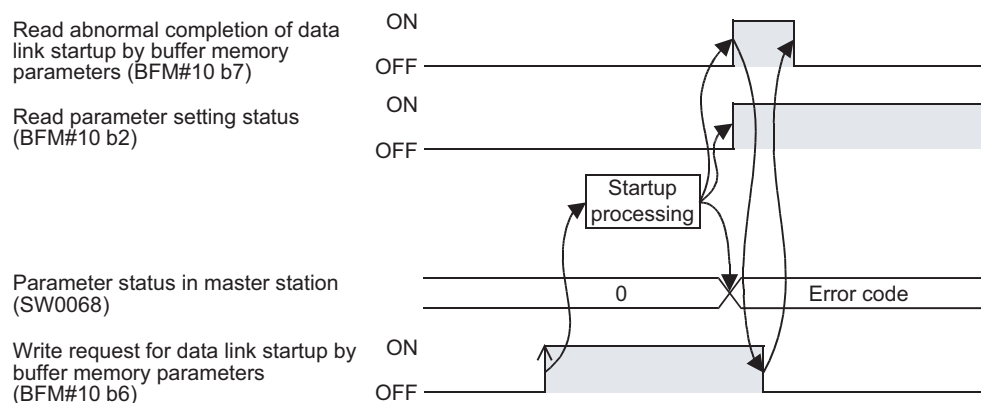 Read abnormal completion of data
link startup by buffer memory
parameters (BFM#10 b7)
ON
OFF
Read parameter setting status
(BFM#10 b2)
ON
OFF
Startup
processing
Parameter status in master station
(SW0068)
0
Error code
Write request for data link startup by
buffer memory parameters
(BFM#10 b6)
ON
OFF